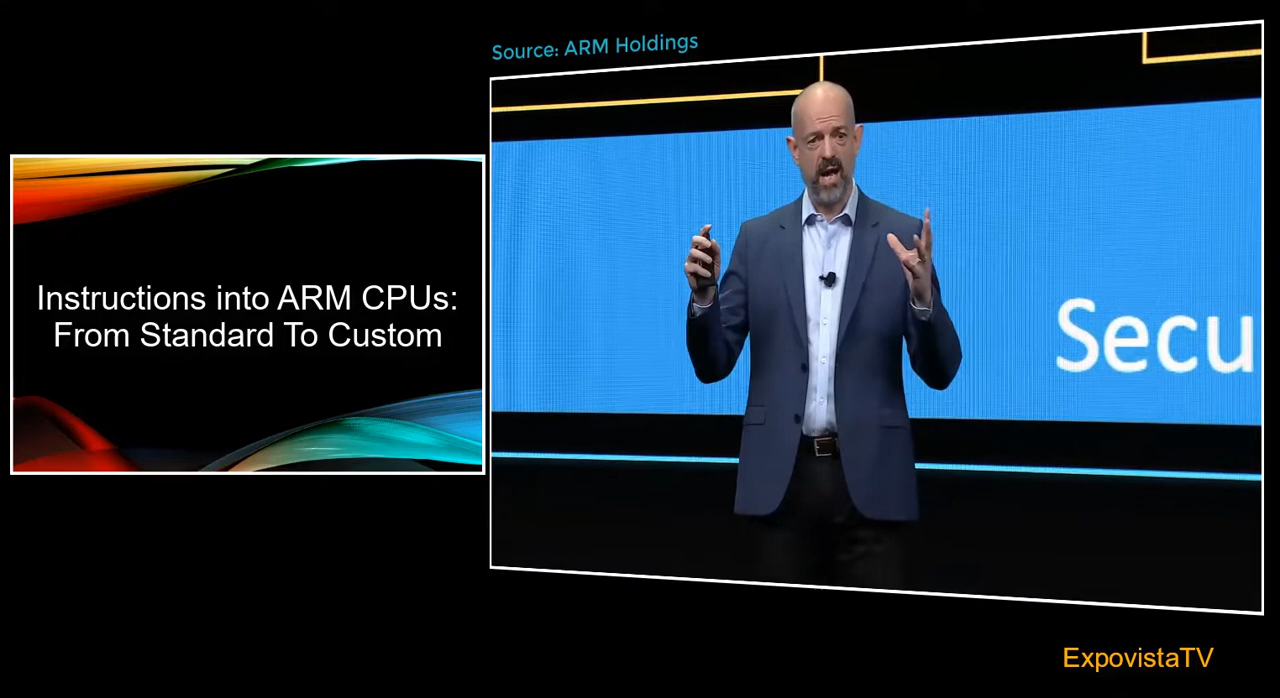 Source: ARM Holdings
Instructions into ARM CPUs:
From Standard To Custom
Secu
ExpovistaTV